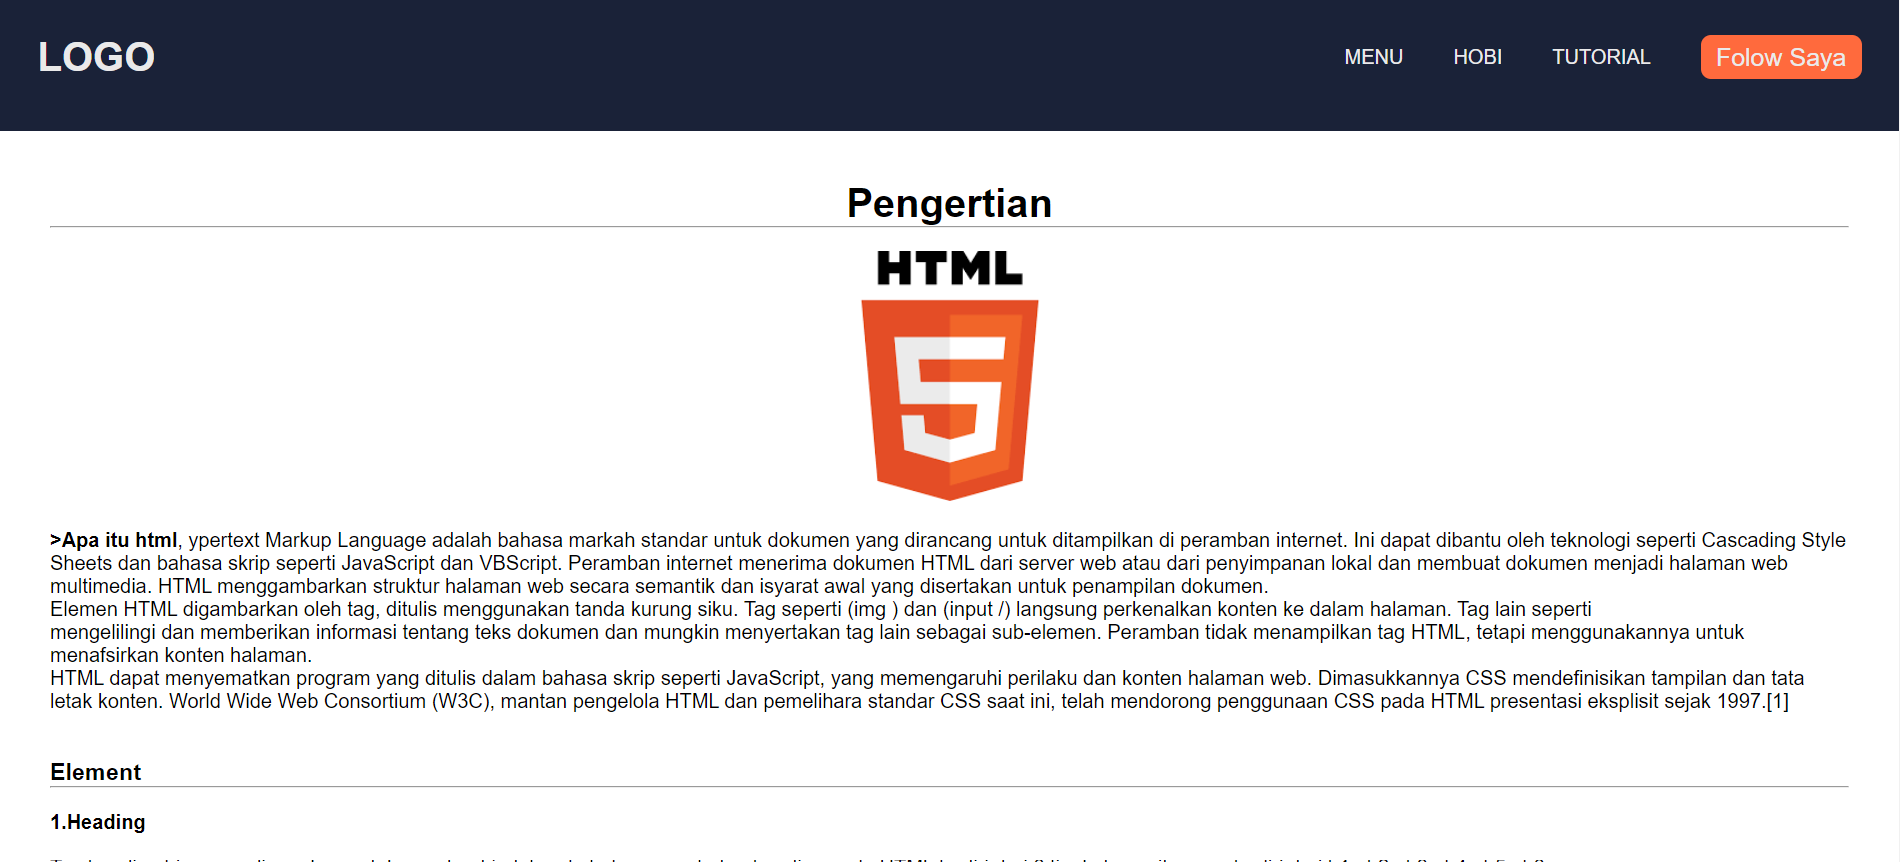 LOGO
MENU HOBI TUTORIAL Folow Saya
Pengertian
HTML
5
>Apa itu html, ypertext Markup Language adalah bahasa markah standar untuk dokumen yang dirancang untuk ditampilkan di peramban internet. Ini dapat dibantu oleh teknologi seperti Cascading Style
Sheets dan bahasa skrip seperti JavaScript dan VBScript. Peramban internet menerima dokumen HTML dari server web atau dari penyimpanan lokal dan membuat dokumen menjadi halaman web
multimedia. HTML menggambarkan struktur halaman web secara semantik dan isyarat awal yang disertakan untuk penampilan dokumen.
Elemen HTML digambarkan oleh tag, ditulis menggunakan tanda kurung siku. Tag seperti (img ) dan (input /) langsung perkenalkan konten ke dalam halaman. Tag lain seperti
mengelilingi dan memberikan informasi tentang teks dokumen dan mungkin menyertakan tag lain sebagai sub-elemen. Peramban tidak menampilkan tag HTML, tetapi menggunakannya untuk
menafsirkan konten halaman.
HTML dapat menyematkan program yang ditulis dalam bahasa skrip seperti JavaScript, yang memengaruhi perilaku dan konten halaman web. Dimasukkannya CSS mendefinisikan tampilan dan tata
letak konten. World Wide Web Consortium (W3C), mantan pengelola HTML dan pemelihara standar CSS saat ini, telah mendorong penggunaan CSS pada HTML presentasi eksplisit sejak 1997.[1]
Element
1.Heading